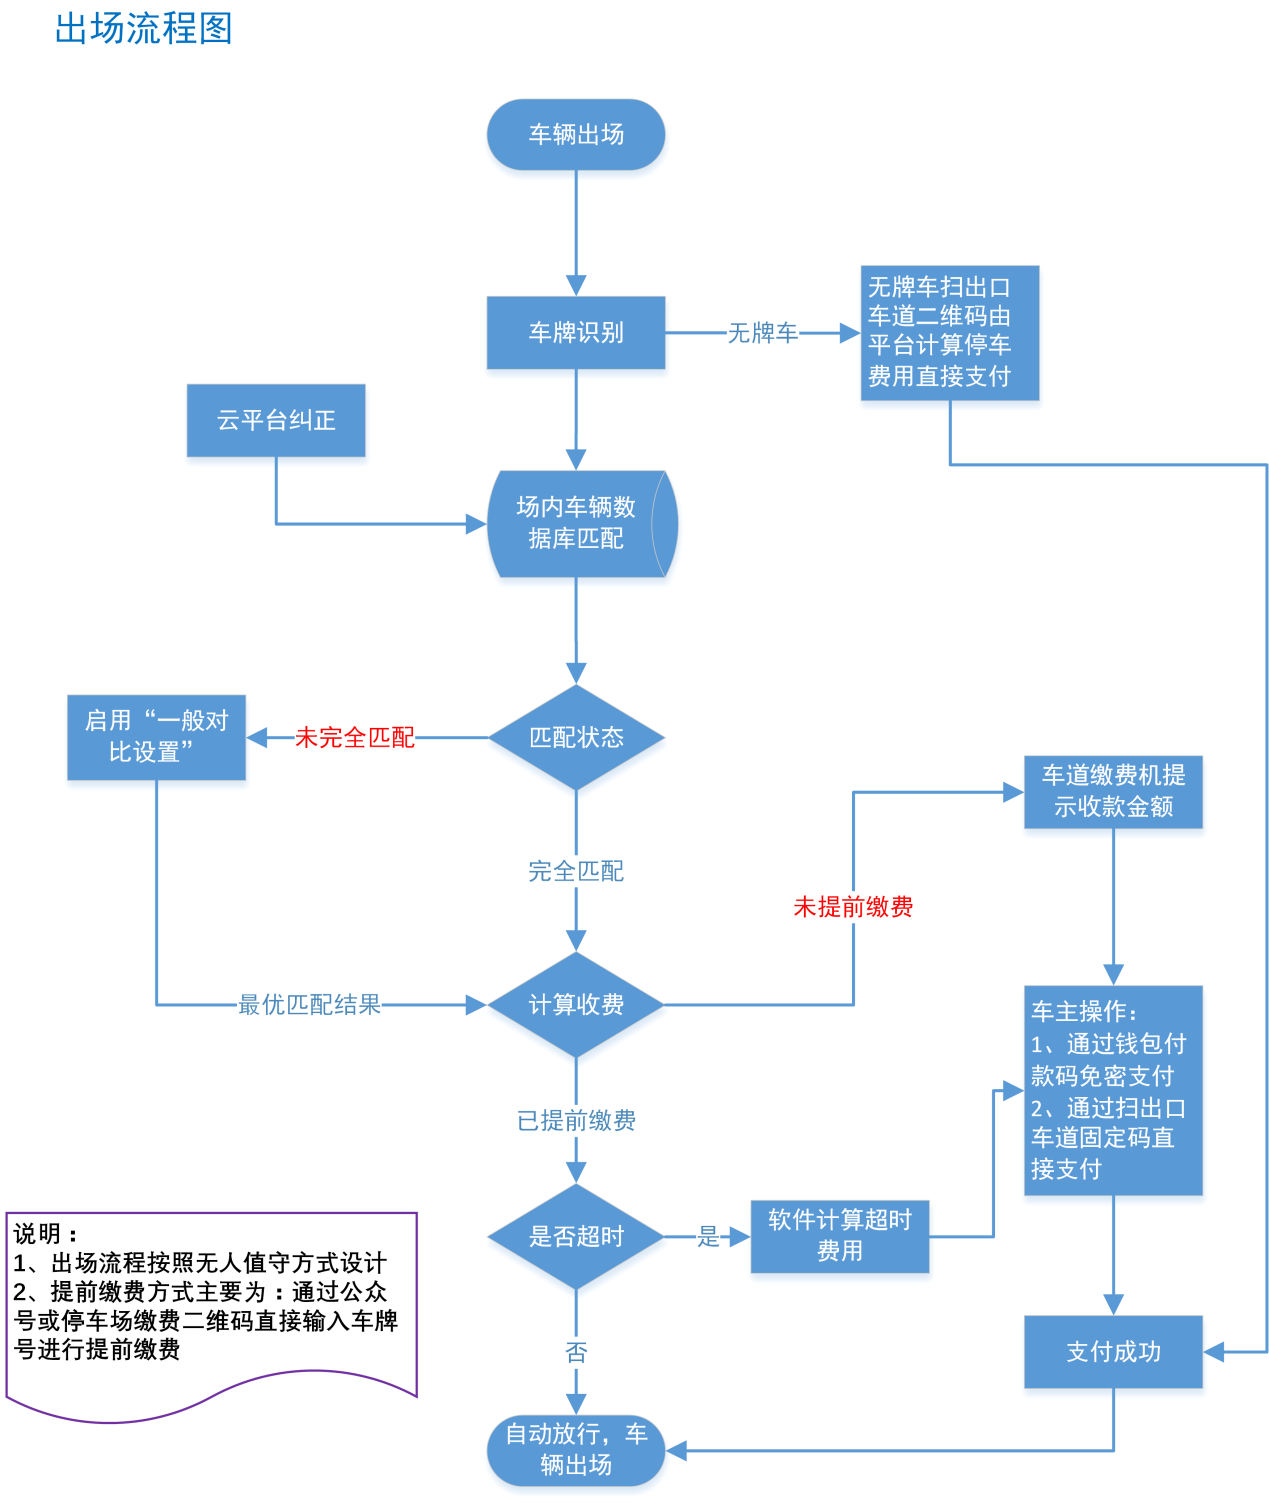 出场流程图
车辆出场
车牌识别
无牌车
无牌车扫出口
车道二维码由
平台计算停车
费用直接支付
云平台纠正
场内车辆数
据库匹配
启用“一般对
比设置”
未完全匹配
匹配状态
完全匹配
车道缴费机提
示收款金额
未提前缴费
最优匹配结果
计算收费
车主操作：
1、通过钱包付
款码免密支付
2、通过扫出口
车道固定码直
接支付
已提前缴费
是否超时
是
软件计算超时
费用
说明：
1、出场流程按照无人值守方式设计
2、提前缴费方式主要为：通过公众
号或停车场缴费二维码直接输入车牌
号进行提前缴费
否
支付成功
自动放行，车
辆出场